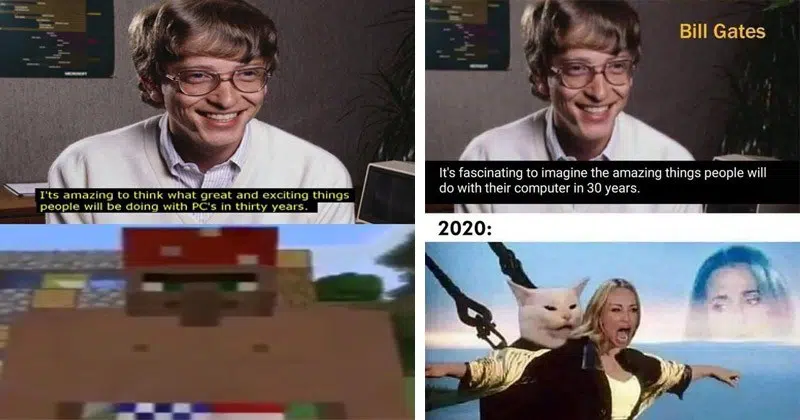 MICROSOFT
I'ts amazing to think what great and exciting things
people will be doing with PC's in thirty years.
Bill Gates
It's fascinating to imagine the amazing things people will
do with their computer in 30 years.
2020: